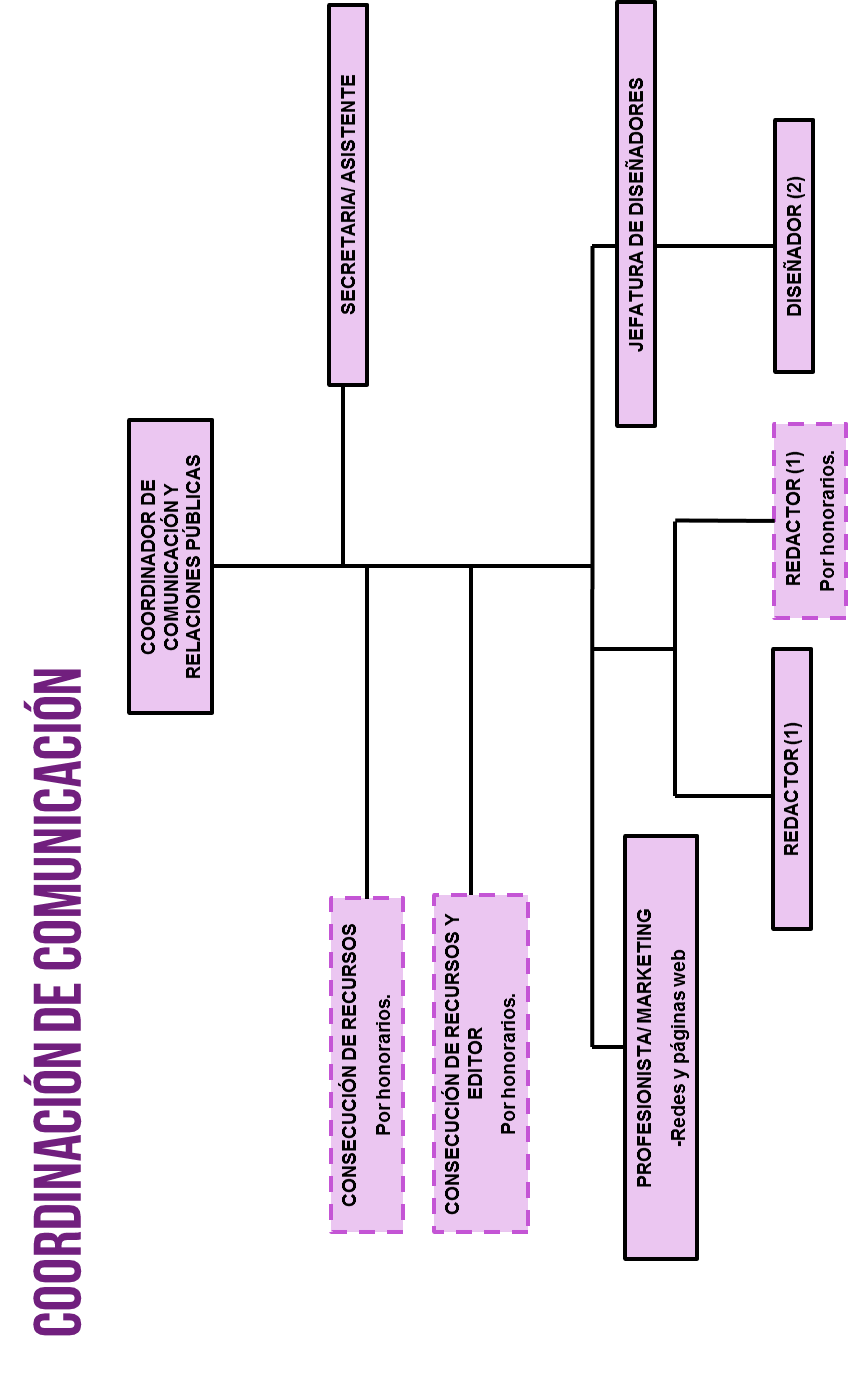 COORDINACIÓN DE COMUNICACIÓN
COORDINADOR DE
COMUNICACIÓN Y
RELACIONES PÚBLICAS
SECRETARIA/ ASISTENTE
CONSECUCIÓN DE RECURSOS
Por honorarios.
CONSECUCIÓN DE RECURSOS Y
EDITOR
Por honorarios.
PROFESIONISTA/ MARKETING
-Redes y páginas web
JEFATURA DE DISEÑADORES
REDACTOR (1)
REDACTOR (1)
Por honorarios.
DISEÑADOR (2)